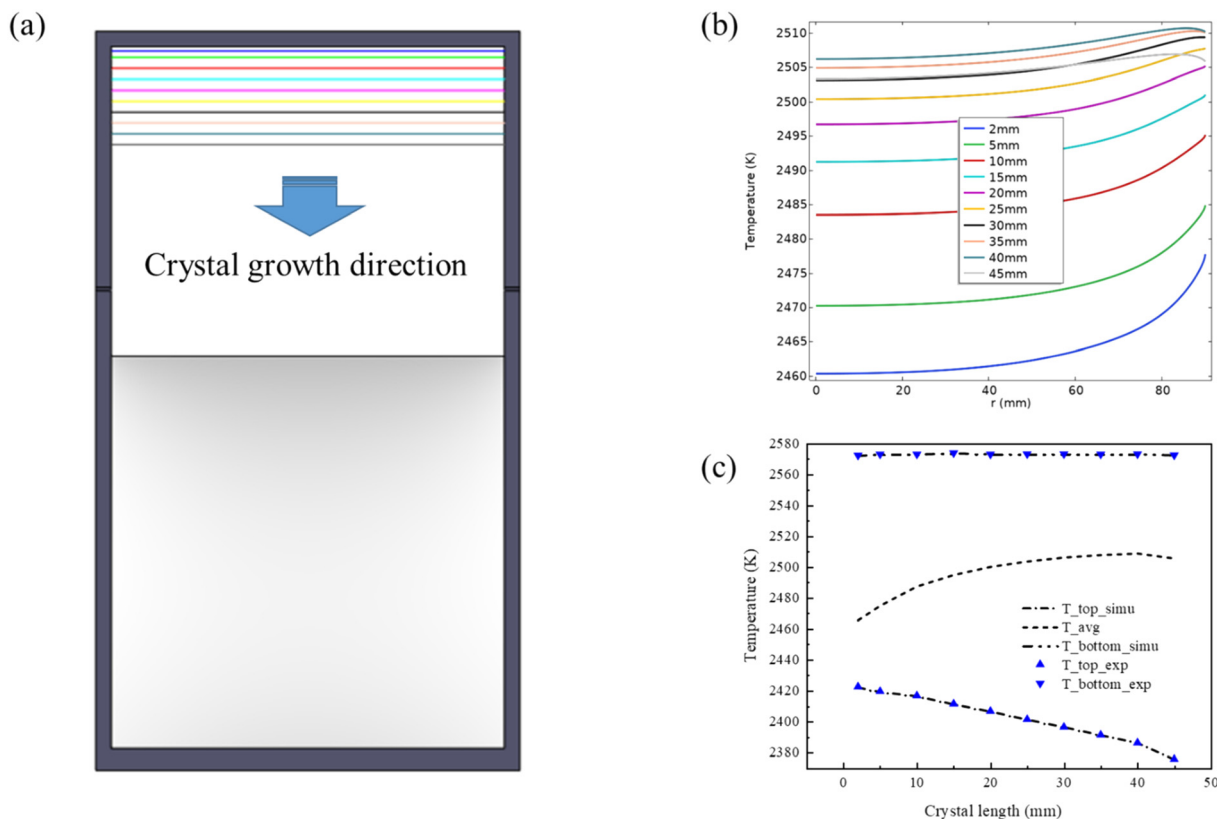 (a)
Crystal growth direction
(b)
2510
2505
2500
2495
2490
2485
2480
2475
2470
2465
2460
Temperature (K)
2mm
5mm
10mm
15mm
20mm
25mm
30mm
35mm
40mm
45mm
0
20
40
60
80
r (mm)
(c)
2580
2560
2540
2520
2500
2480
2460
2440
2420
2400
2380
Temperature (K)
T_top_simu
T_avg
T_bottom_simu
T_top_exp
T_bottom_exp
0
10
20
30
40
50
Crystal length (mm)